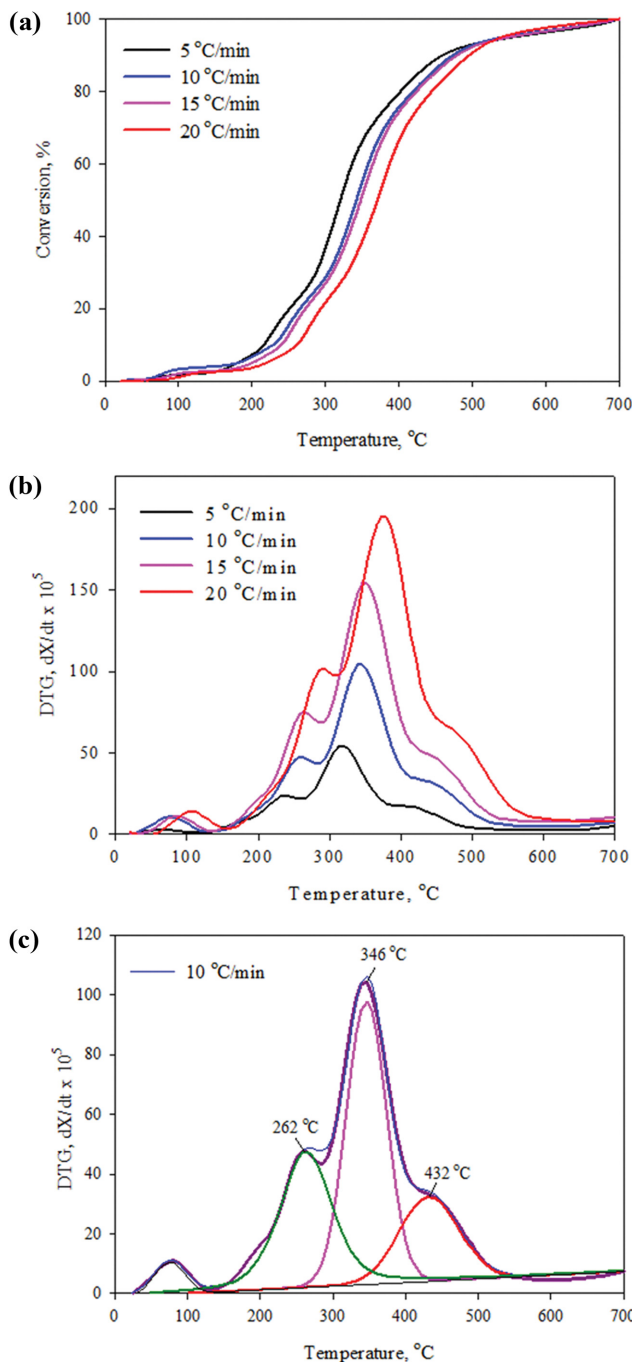 (a)
100
80
60
40
20
0
Conversion, %
5 °C/min
10 °C/min
15 °C/min
20 °C/min
0 100 200 300 400 500 600 700
Temperature, °C
(b)
200
150
100
50
0
DTG, dX/dt x 10⁵
5 °C/min
10 °C/min
15 °C/min
20 °C/min
0 100 200 300 400 500 600 700
Temperature, °C
(c)
120
100
80
60
40
20
0
DTG, dX/dt x 10⁵
10 °C/min
346 °C
262 °C
432 °C
0 100 200 300 400 500 600 700
Temperature, °C